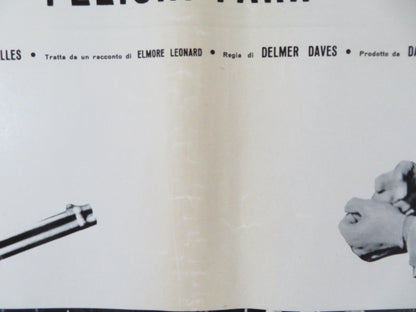 LLES • Tratta da un racconto di ELMORE LEONARD • Regia di DELMER DAVES • Prodotto da DA